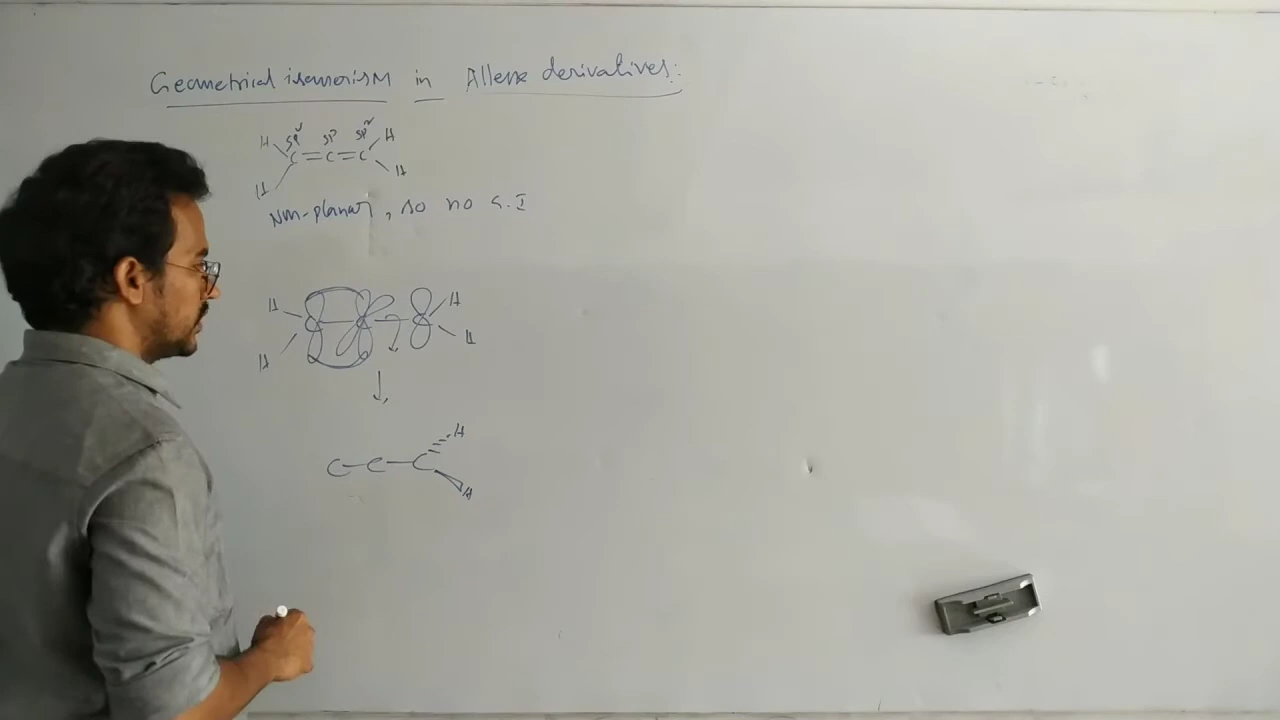 Geometrical isomerism in Allene derivatives:
sp² sp sp²
H C=C=C H
H H
Non-planar, so no G.I
H H
H H
C-C-C H
H